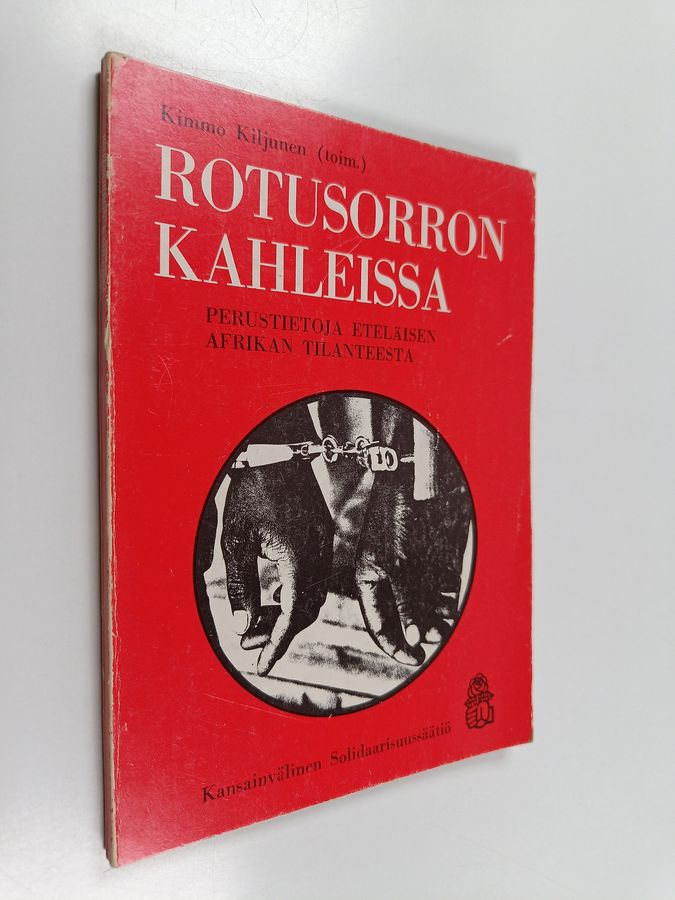 Kimmo Kiljunen (toim.)
ROTUSORRON
KAHLEISSA
PERUSTIETOJA ETELÄISEN
AFRIKAN TILANTEESTA
Kansainvälinen Solidaarisuussäätiö